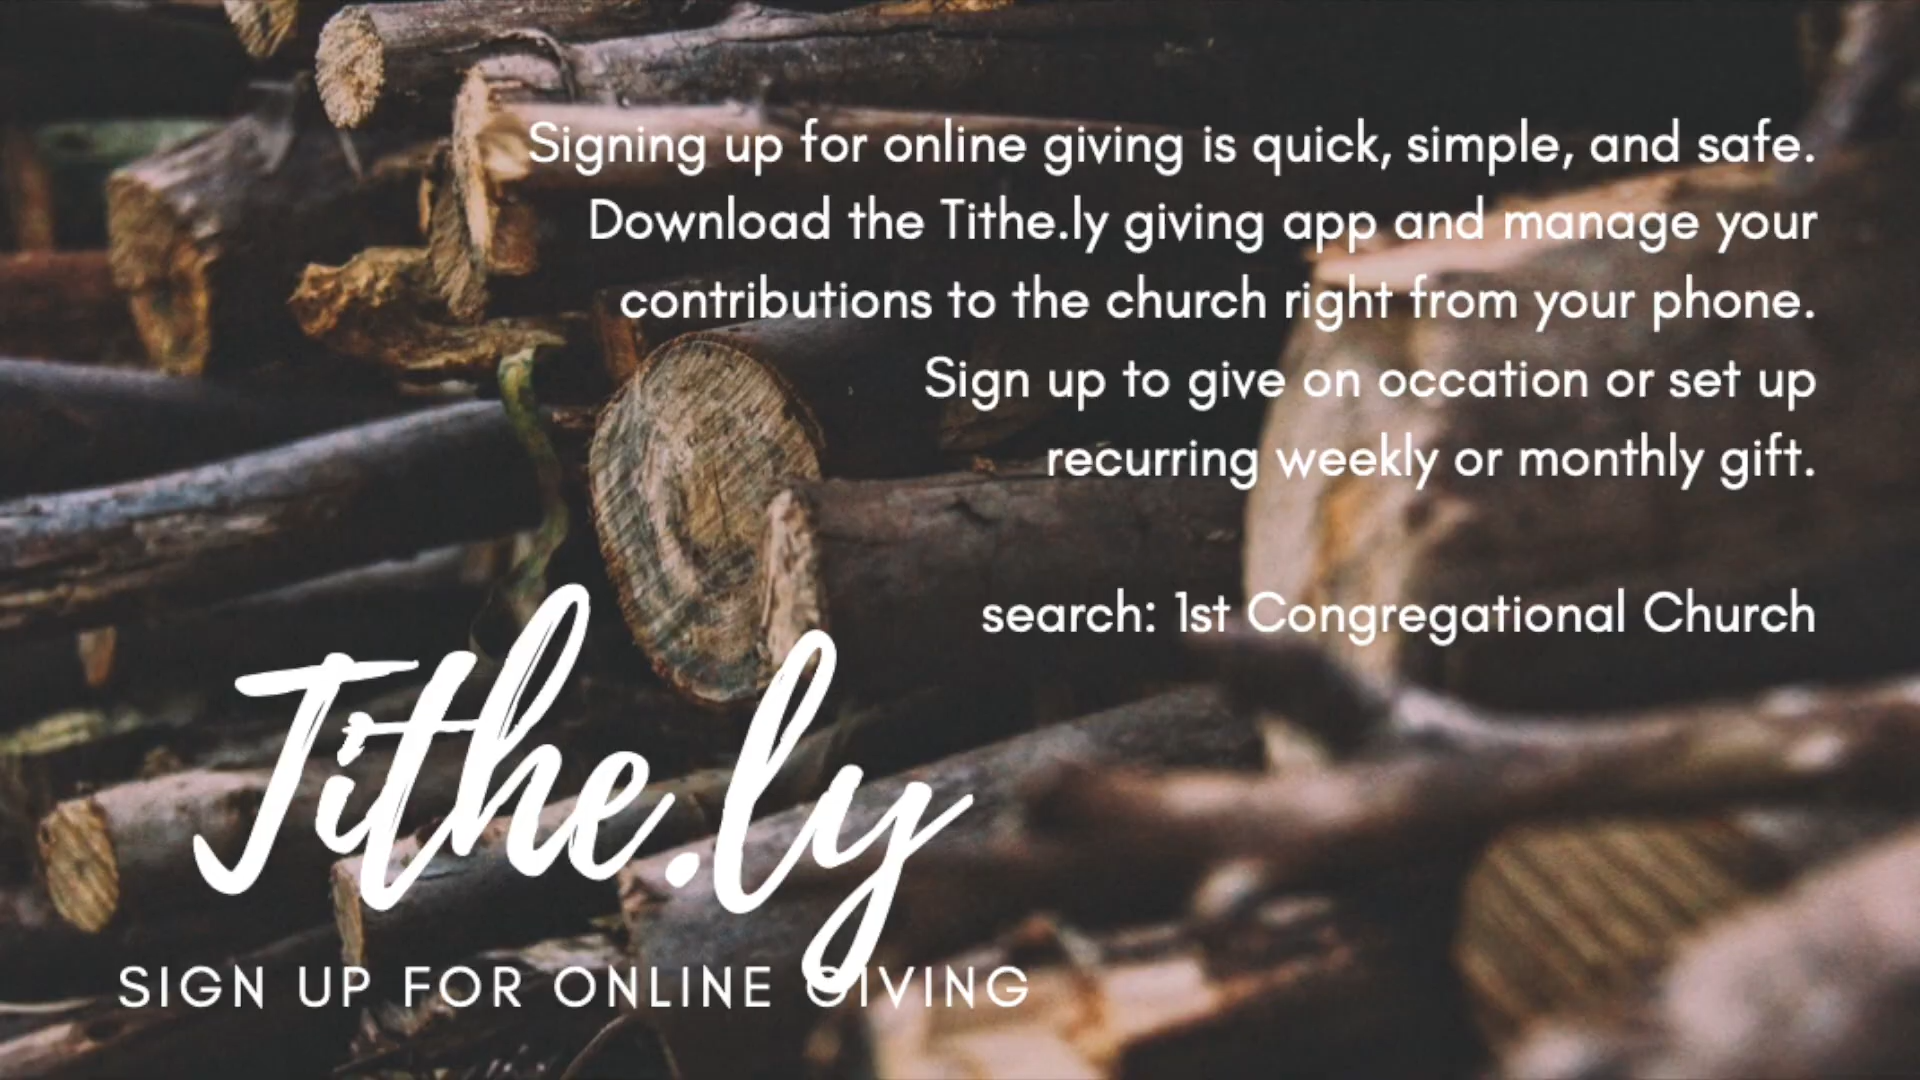 Signing up for online giving is quick, simple, and safe.
Download the Tithe.ly giving app and manage your
contributions to the church right from your phone.
Sign up to give on occation or set up
recurring weekly or monthly gift.
search: 1st Congregational Church
Tithe.ly
SIGN UP FOR ONLINE GIVING